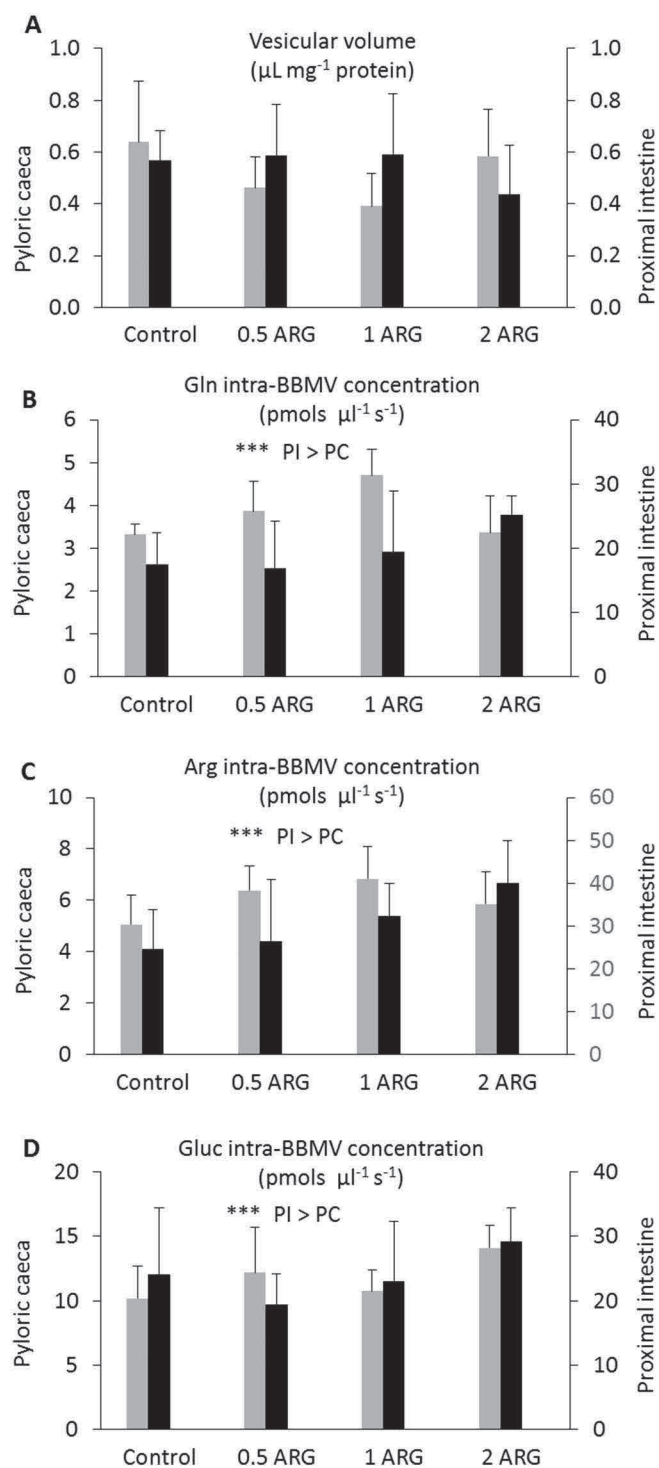 A
Vesicular volume
(µL mg⁻¹ protein)
Pyloric caeca
1.0
0.8
0.6
0.4
0.2
0.0
1.0
0.8
0.6
0.4
0.2
0.0
Proximal intestine
Control 0.5 ARG 1 ARG 2 ARG
B
Gln intra-BBMV concentration
(pmols µl⁻¹ s⁻¹)
*** PI > PC
Pyloric caeca
6
5
4
3
2
1
0
40
30
20
10
0
Proximal intestine
Control 0.5 ARG 1 ARG 2 ARG
C
Arg intra-BBMV concentration
(pmols µl⁻¹ s⁻¹)
*** PI > PC
Pyloric caeca
10
8
6
4
2
0
60
50
40
30
20
10
0
Proximal intestine
Control 0.5 ARG 1 ARG 2 ARG
D
Gluc intra-BBMV concentration
(pmols µl⁻¹ s⁻¹)
*** PI > PC
Pyloric caeca
20
15
10
5
0
40
30
20
10
0
Proximal intestine
Control 0.5 ARG 1 ARG 2 ARG